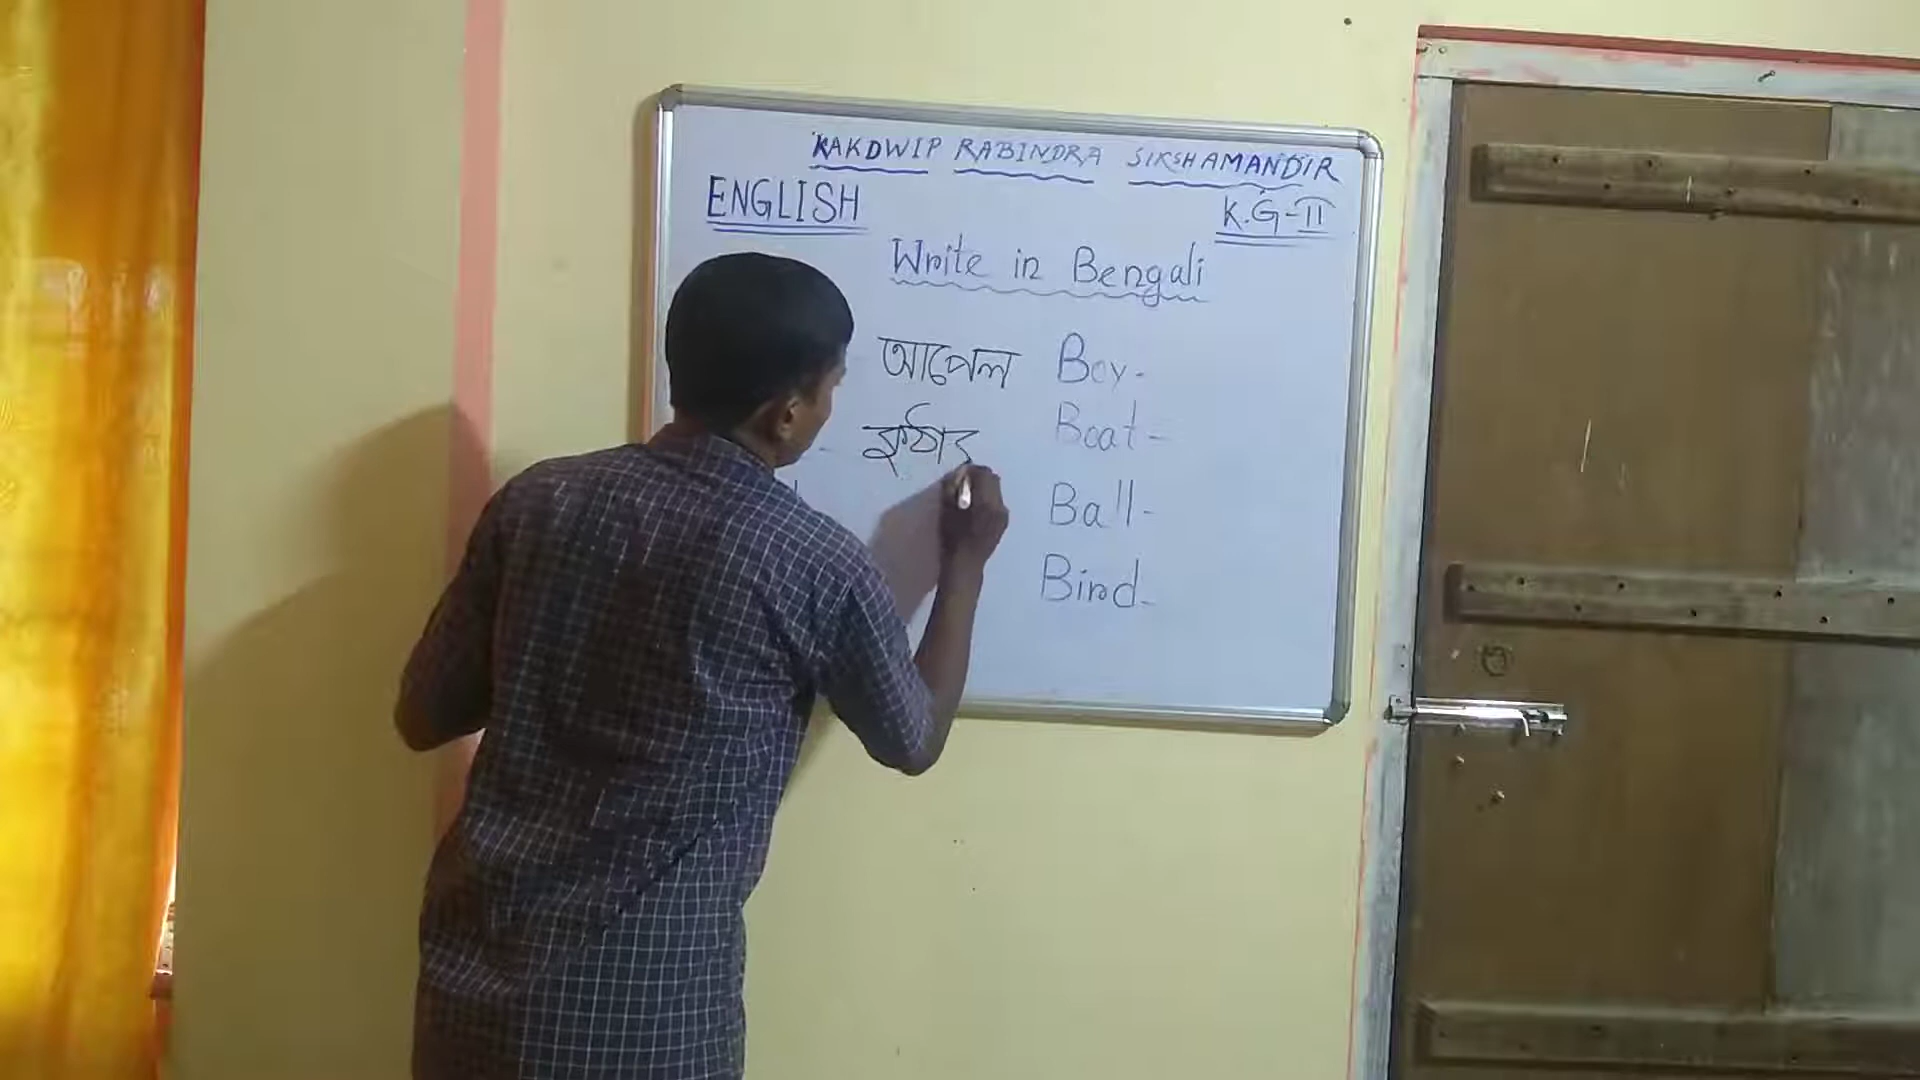 KAKDWIP RABINDRA SIKSHAMANDIR
ENGLISH K.G-II
Write in Bengali
আপেল Boy-
- কুঠার Boat-
Ball-
Bird-